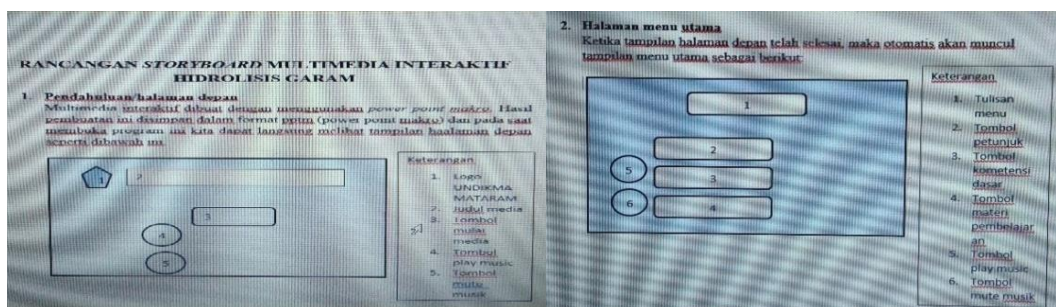 RANCANGAN STORYBOARD MULTIMEDIA INTERAKTIF
HIDROLISIS GARAM
1. Pendahuluan/halaman depan
Multimedia interaktif dibuat dengan menggunakan power point makro. Hasil
pembuatan ini disimpan dalam format pptm (power point makro) dan pada saat
membuka program ini kita dapat langsung melihat tampilan haalaman depan
seperti dibawah ini.
1
2
3
4
5
Keterangan
1. Logo
UNDIKMA
MATARAM
2. Judul media
3. Tombol
mulai
media
4. Tombol
play music
5. Tombol
mute
musik
2. Halaman menu utama
Ketika tampilan halaman depan telah selesai, maka otomatis akan muncul
tampilan menu utama sebagai berikut:
1
2
3
4
5
6
Keterangan
1. Tulisan
menu
2. Tombol
petunjuk
3. Tombol
kometensi
dasar
4. Tombol
materi
pembelajar
an
5. Tombol
play music
6. Tombol
mute musik